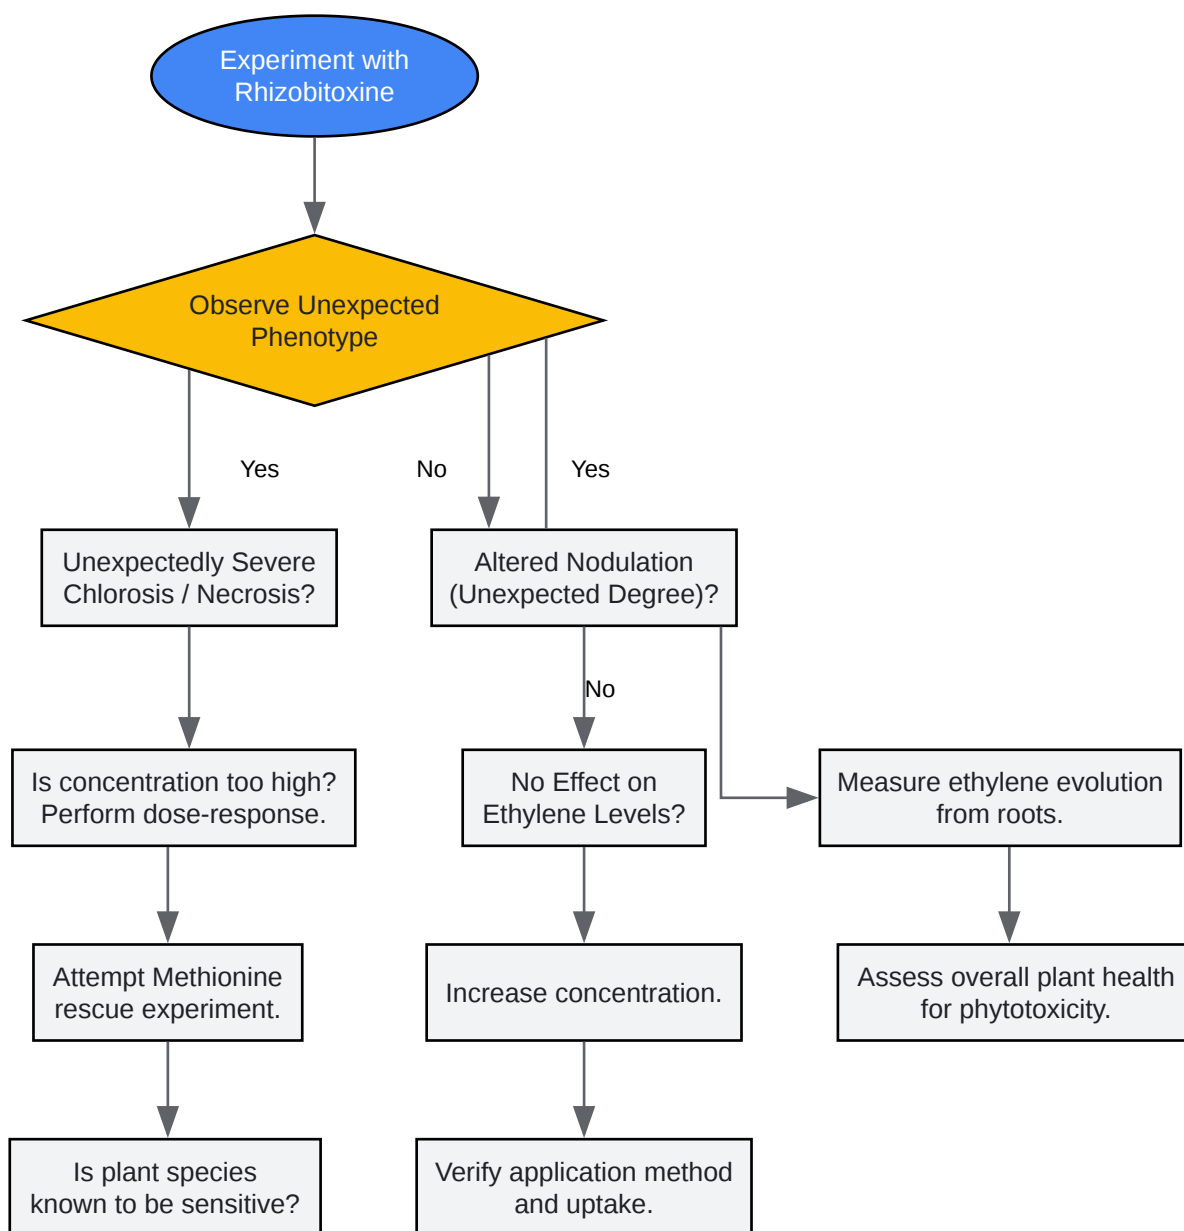 Experiment with
Rhizobitoxine
Observe Unexpected
Phenotype
Yes
No
Yes
Unexpectedly Severe
Chlorosis / Necrosis?
Altered Nodulation
(Unexpected Degree)?
No
Is concentration too high?
Perform dose-response.
No Effect on
Ethylene Levels?
Measure ethylene evolution
from roots.
Attempt Methionine
rescue experiment.
Increase concentration.
Assess overall plant health
for phytotoxicity.
Is plant species
known to be sensitive?
Verify application method
and uptake.